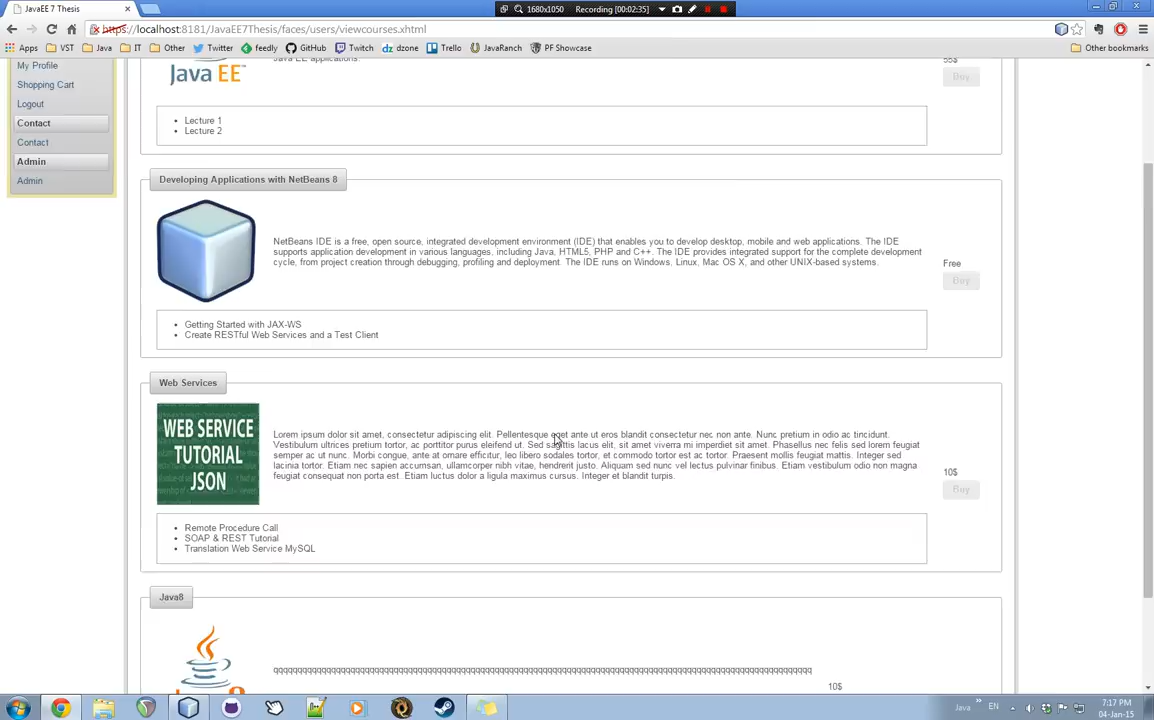 JavaEE 7 Thesis
1680x1050
Recording [00:02:35]
https://localhost:8181/JavaEE7Thesis/faces/users/viewcourses.xhtml
Apps
VST
Java
IT
Other
Twitter
feedly
GitHub
Twitch
dzone
Trello
JavaRanch
PF Showcase
Other bookmarks
My Profile
Shopping Cart
Logout
Contact
Contact
Admin
Admin
Java EE
Java EE applications.
55$
Buy
Lecture 1
Lecture 2
Developing Applications with NetBeans 8
NetBeans IDE is a free, open source, integrated development environment (IDE) that enables you to develop desktop, mobile and web applications. The IDE
supports application development in various languages, including Java, HTML5, PHP and C++. The IDE provides integrated support for the complete development
cycle, from project creation through debugging, profiling and deployment. The IDE runs on Windows, Linux, Mac OS X, and other UNIX-based systems.
Free
Buy
Getting Started with JAX-WS
Create RESTful Web Services and a Test Client
Web Services
WEB SERVICE
TUTORIAL
JSON
Lorem ipsum dolor sit amet, consectetur adipiscing elit. Pellentesque eget ante ut eros blandit consectetur nec non ante. Nunc pretium in odio ac tincidunt.
Vestibulum ultrices pretium tortor, ac porttitor purus eleifend ut. Sed sagittis lacus elit, sit amet viverra mi imperdiet sit amet. Phasellus nec felis sed lorem feugiat
semper ac ut nunc. Morbi congue, ante at ornare efficitur, leo libero sodales tortor, et commodo tortor est ac tortor. Praesent mollis feugiat mattis. Integer sed
lacinia tortor. Etiam nec sapien accumsan, ullamcorper nibh vitae, hendrerit justo. Aliquam sed nunc vel lectus pulvinar finibus. Etiam vestibulum odio non magna
feugiat consequat non porta est. Etiam luctus dolor a ligula maximus cursus. Integer et blandit turpis.
10$
Buy
Remote Procedure Call
SOAP & REST Tutorial
Translation Web Service MySQL
Java8
10$
Java
EN
7:17 PM
04-Jan-15